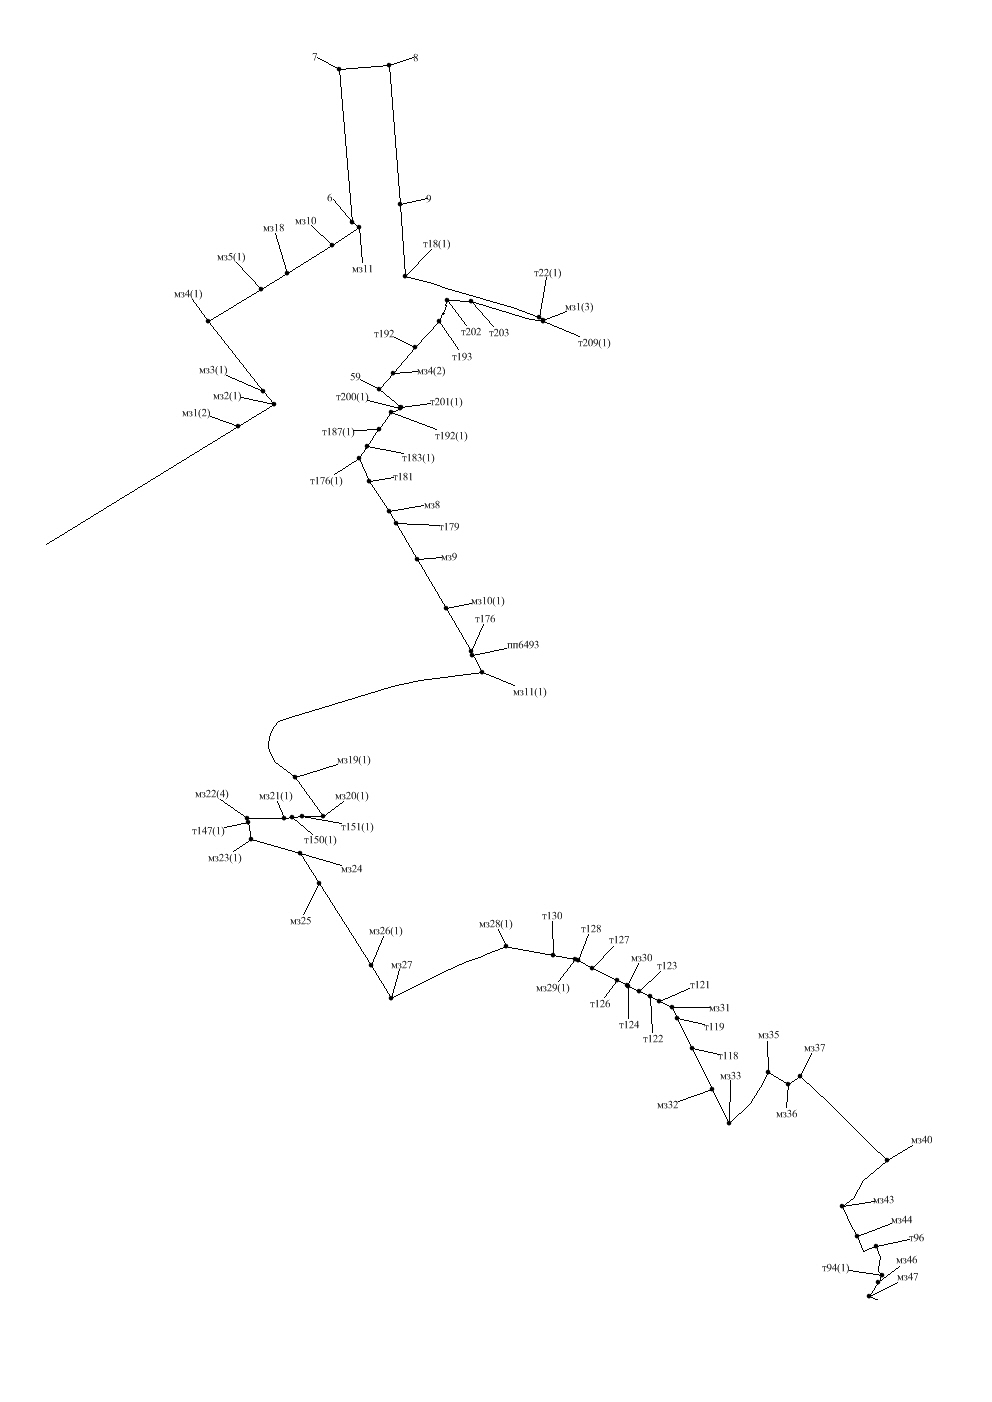 7
8
6
9
мз10
мз18
т18(1)
мз5(1)
мз11
т22(1)
мз4(1)
мз1(3)
т202
т203
т192
т209(1)
т193
мз3(1)
мз4(2)
59
мз2(1)
т200(1)
т201(1)
мз1(2)
т187(1)
т192(1)
т183(1)
т176(1)
т181
мз8
т179
мз9
мз10(1)
т176
пп6493
мз11(1)
мз19(1)
мз22(4)
мз21(1)
мз20(1)
т147(1)
т151(1)
т150(1)
мз23(1)
мз24
мз25
мз26(1)
мз28(1)
т130
т128
т127
мз27
мз30
т123
мз29(1)
т121
т126
мз31
т124
т119
т122
мз35
мз37
т118
мз33
мз32
мз36
мз40
мз43
мз44
т96
мз46
т94(1)
мз47